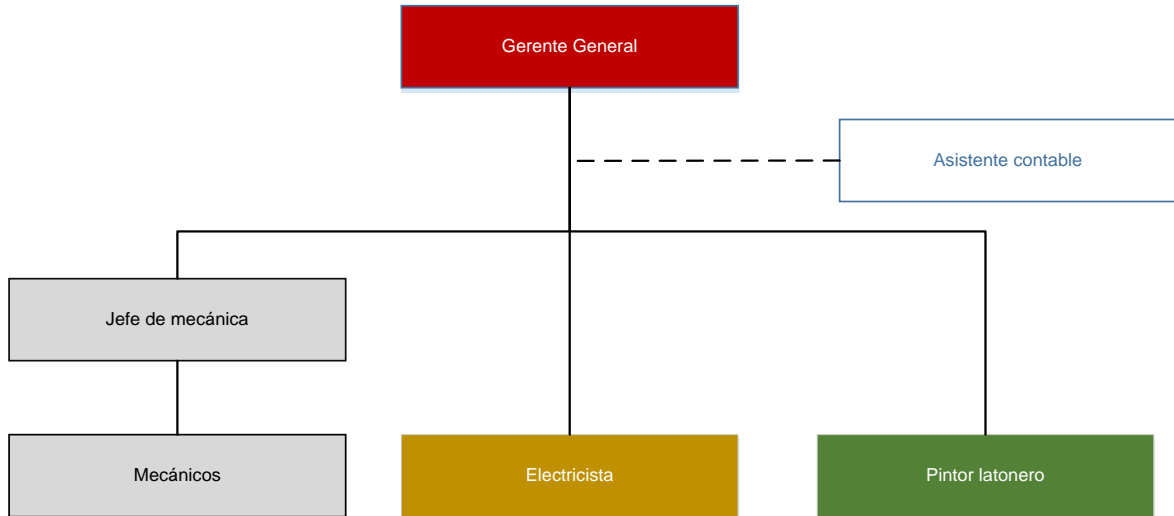 Gerente General
Asistente contable
Jefe de mecánica
Mecánicos
Electricista
Pintor latonero